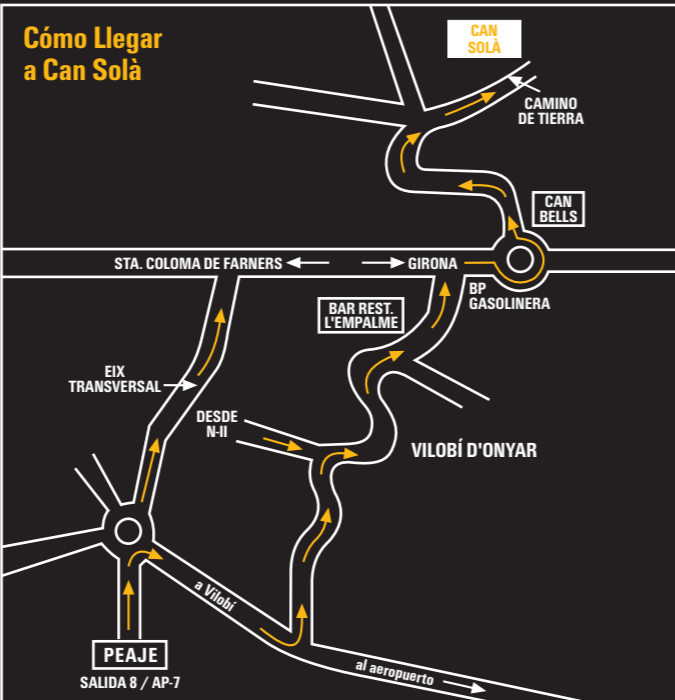 Cómo Llegar
a Can Solà
CAN
SOLÀ
CAMINO
DE TIERRA
CAN
BELLS
STA. COLOMA DE FARNERS
GIRONA
BP
GASOLINERA
BAR REST.
L'EMPALME
EIX
TRANSVERSAL
DESDE
N-II
VILOBÍ D'ONYAR
a Vilobí
PEAJE
SALIDA 8 / AP-7
al aeropuerto